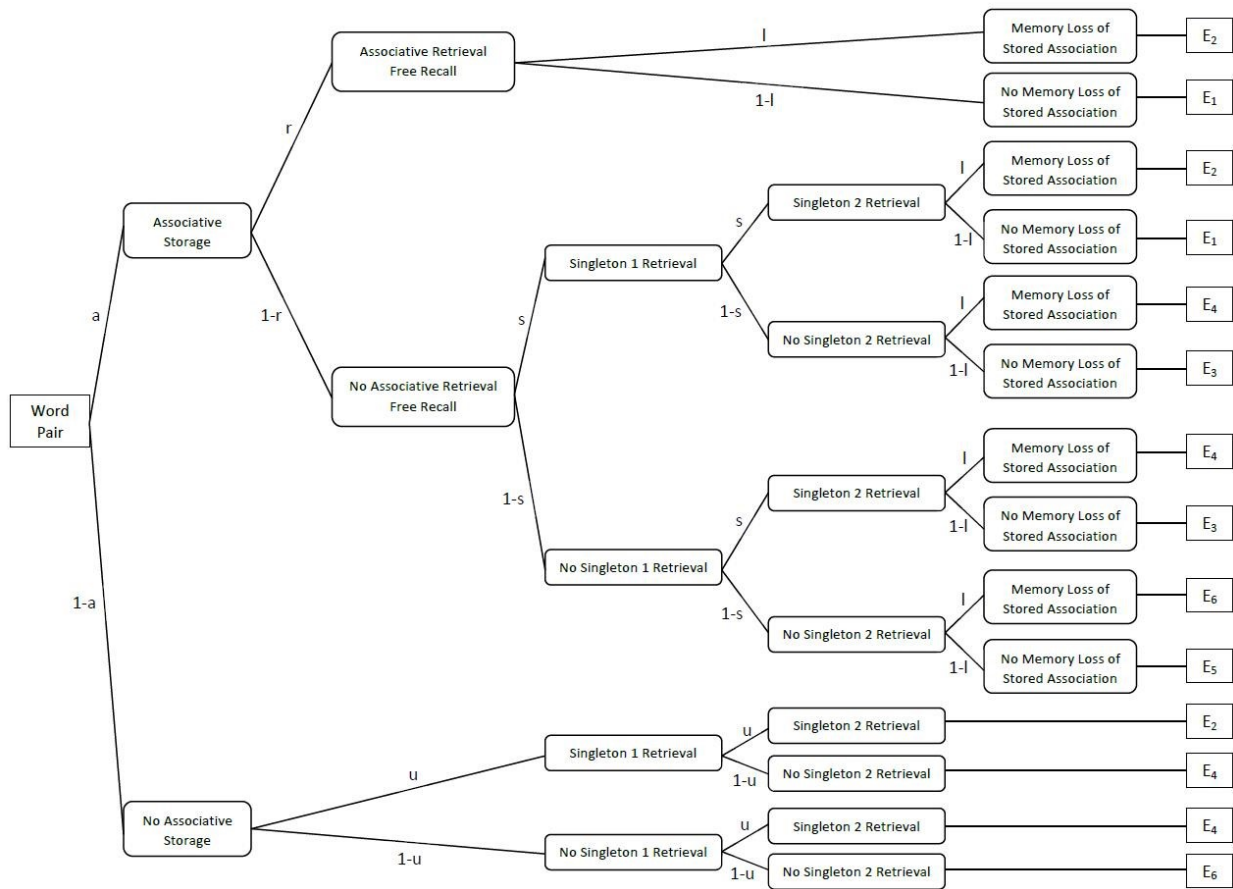 Associative Retrieval
Free Recall
l
Memory Loss of
Stored Association
E₂
1-l
No Memory Loss of
Stored Association
E₁
r
Associative
Storage
Singleton 2 Retrieval
l
Memory Loss of
Stored Association
E₂
s
1-l
No Memory Loss of
Stored Association
E₁
Singleton 1 Retrieval
a
1-r
s
1-s
No Singleton 2 Retrieval
l
Memory Loss of
Stored Association
E₄
1-l
No Memory Loss of
Stored Association
E₃
No Associative Retrieval
Free Recall
Word
Pair
1-s
Singleton 2 Retrieval
l
Memory Loss of
Stored Association
E₄
s
1-l
No Memory Loss of
Stored Association
E₃
No Singleton 1 Retrieval
1-a
1-s
No Singleton 2 Retrieval
l
Memory Loss of
Stored Association
E₆
1-l
No Memory Loss of
Stored Association
E₅
u
Singleton 2 Retrieval
E₂
Singleton 1 Retrieval
u
1-u
No Singleton 2 Retrieval
E₄
No Associative
Storage
u
Singleton 2 Retrieval
E₄
1-u
No Singleton 1 Retrieval
1-u
No Singleton 2 Retrieval
E₆